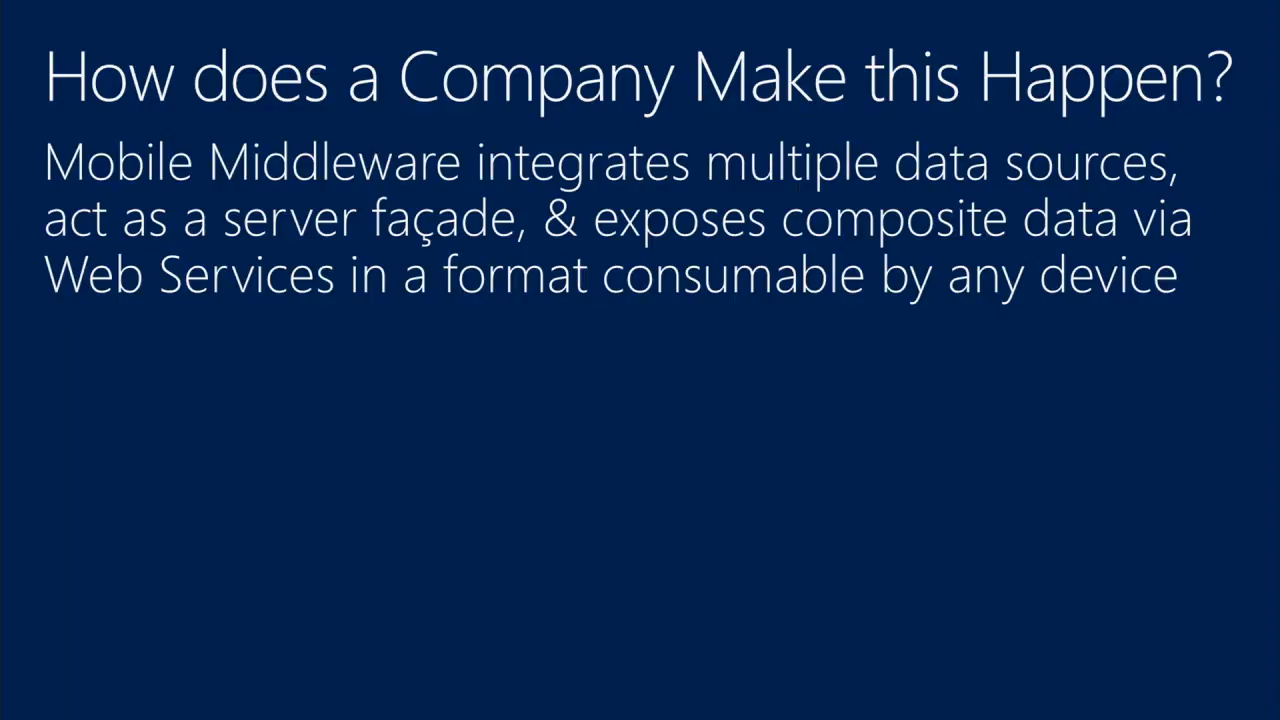 How does a Company Make this Happen?
Mobile Middleware integrates multiple data sources,
act as a server façade, & exposes composite data via
Web Services in a format consumable by any device